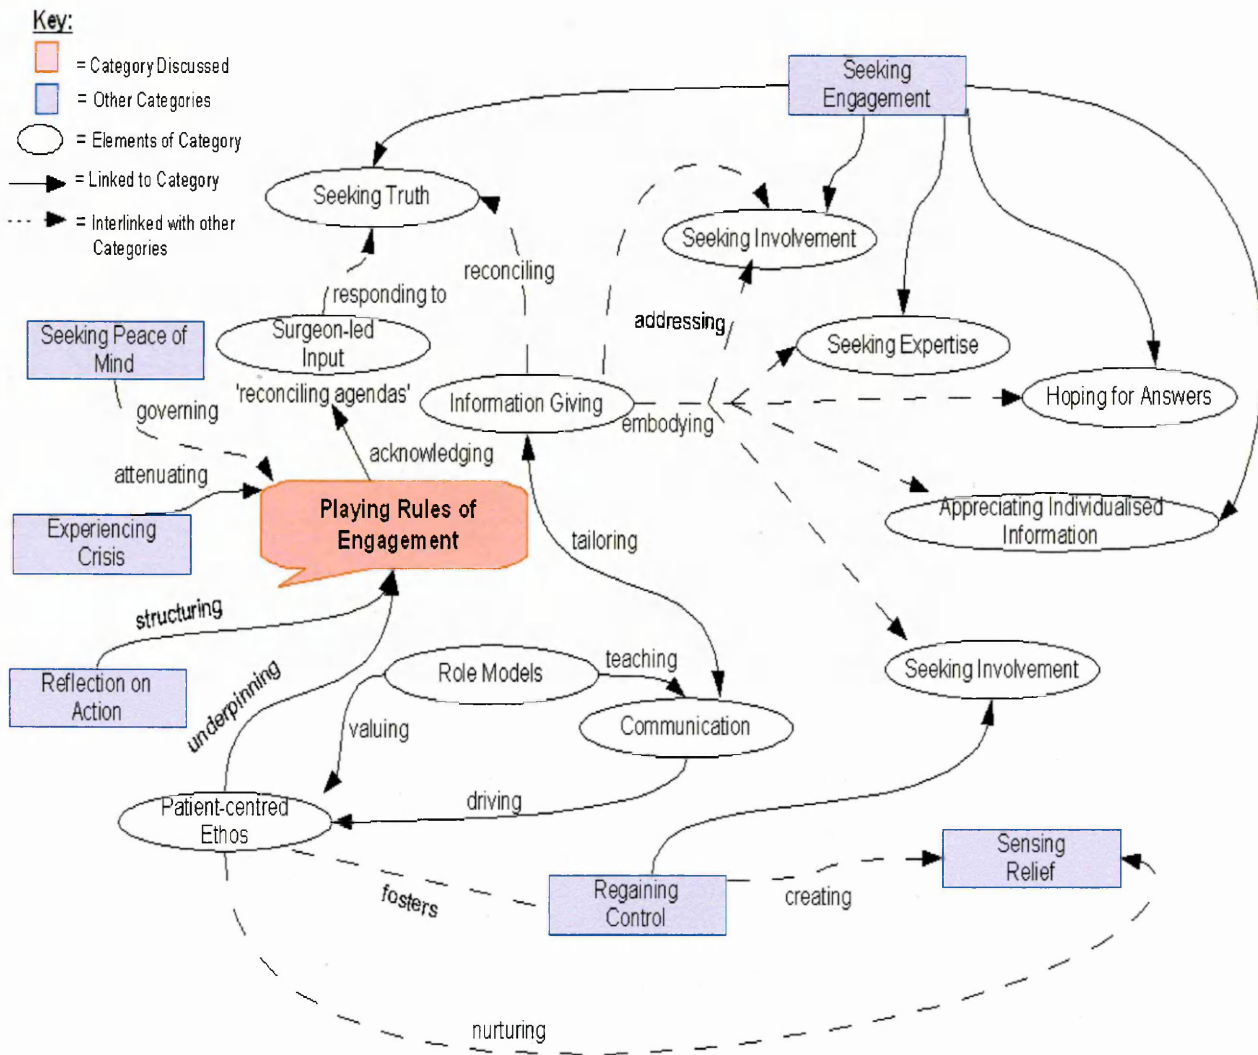 Key:
= Category Discussed
= Other Categories
= Elements of Category
= Linked to Category
= Interlinked with other
Categories
Seeking
Engagement
Seeking Truth
Seeking Involvement
reconciling
responding to
addressing
Seeking Peace of
Mind
Surgeon-led
Input
Seeking Expertise
'reconciling agendas'
Information Giving
embodying
Hoping for Answers
governing
acknowledging
attenuating
Playing Rules of
Engagement
Experiencing
Crisis
Appreciating Individualised
Information
tailoring
structuring
Reflection on
Action
underpinning
Role Models
teaching
Seeking Involvement
valuing
Communication
Patient-centred
Ethos
driving
fosters
Regaining
Control
creating
Sensing
Relief
nurturing